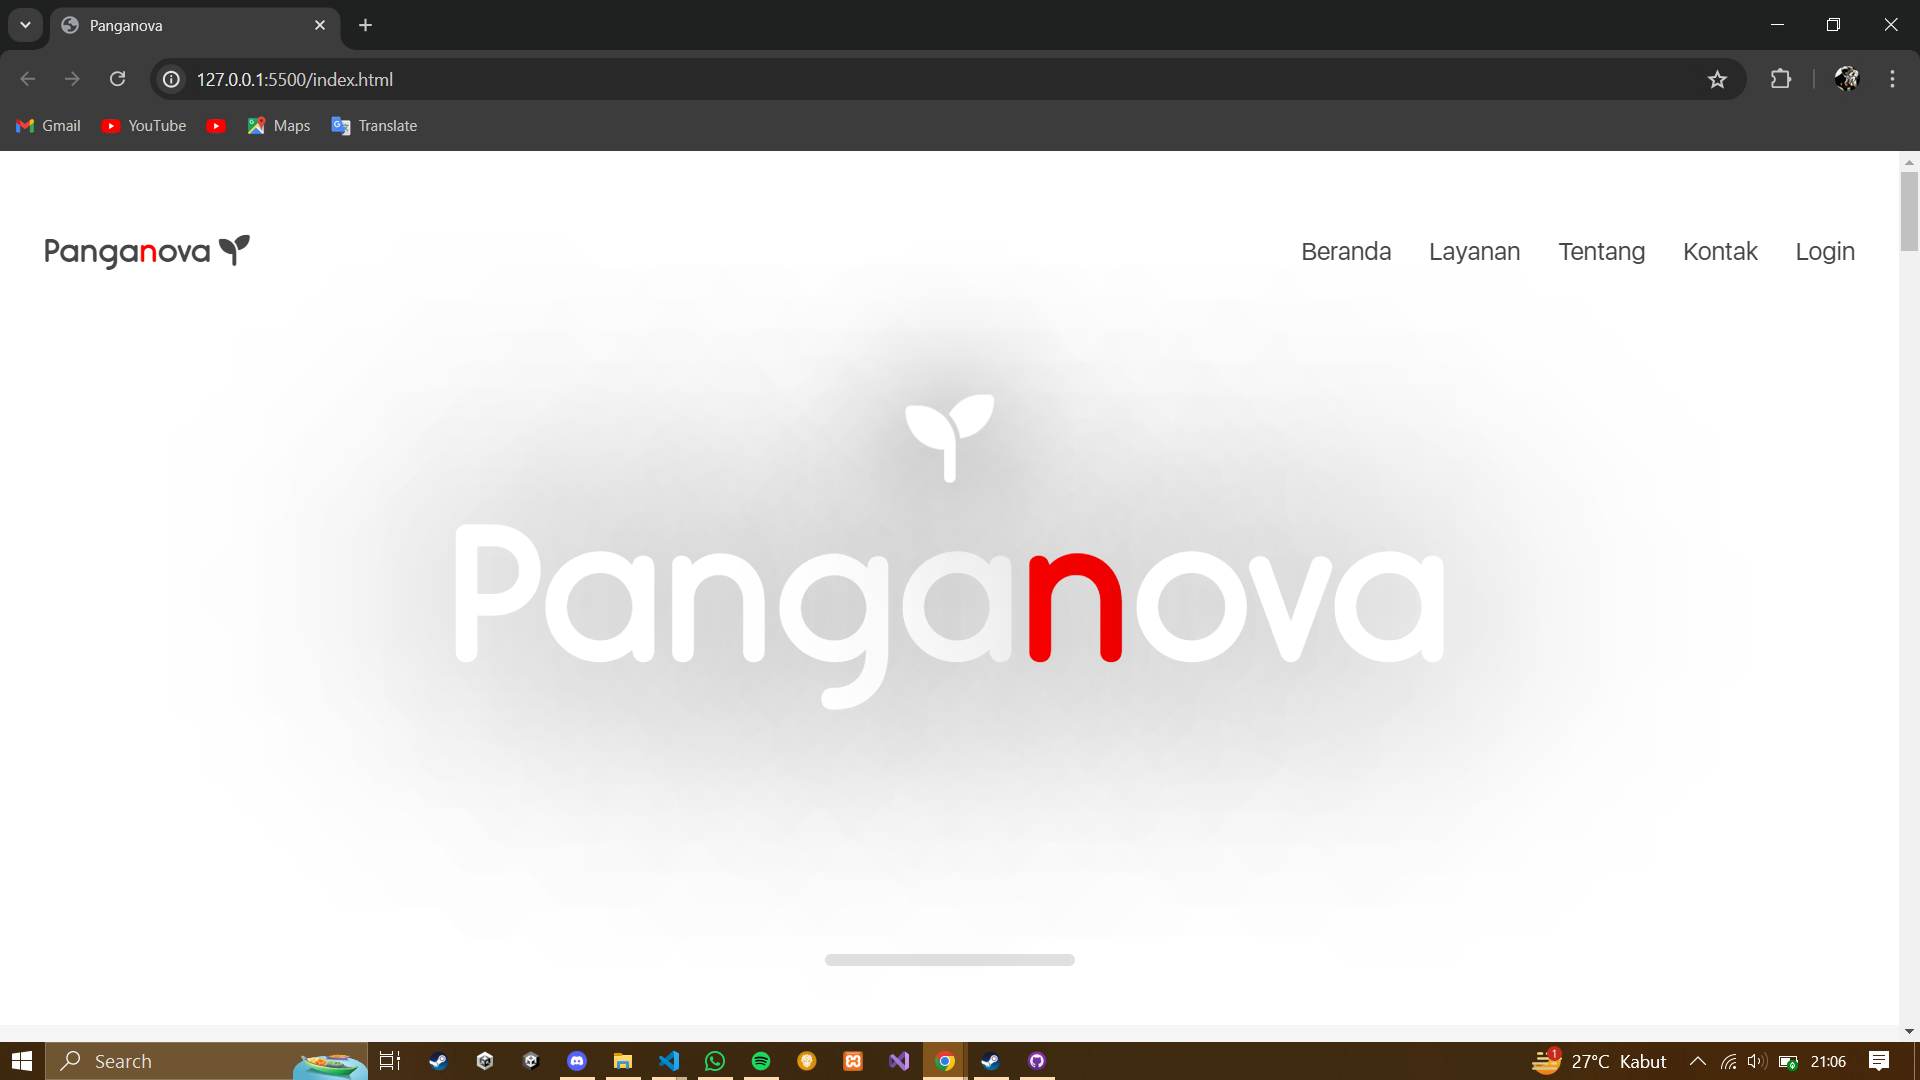 Panganova
127.0.0.1:5500/index.html
Gmail YouTube Maps Translate
Panganova Beranda Layanan Tentang Kontak Login
Panganova
Search 1 27°C Kabut 21:06